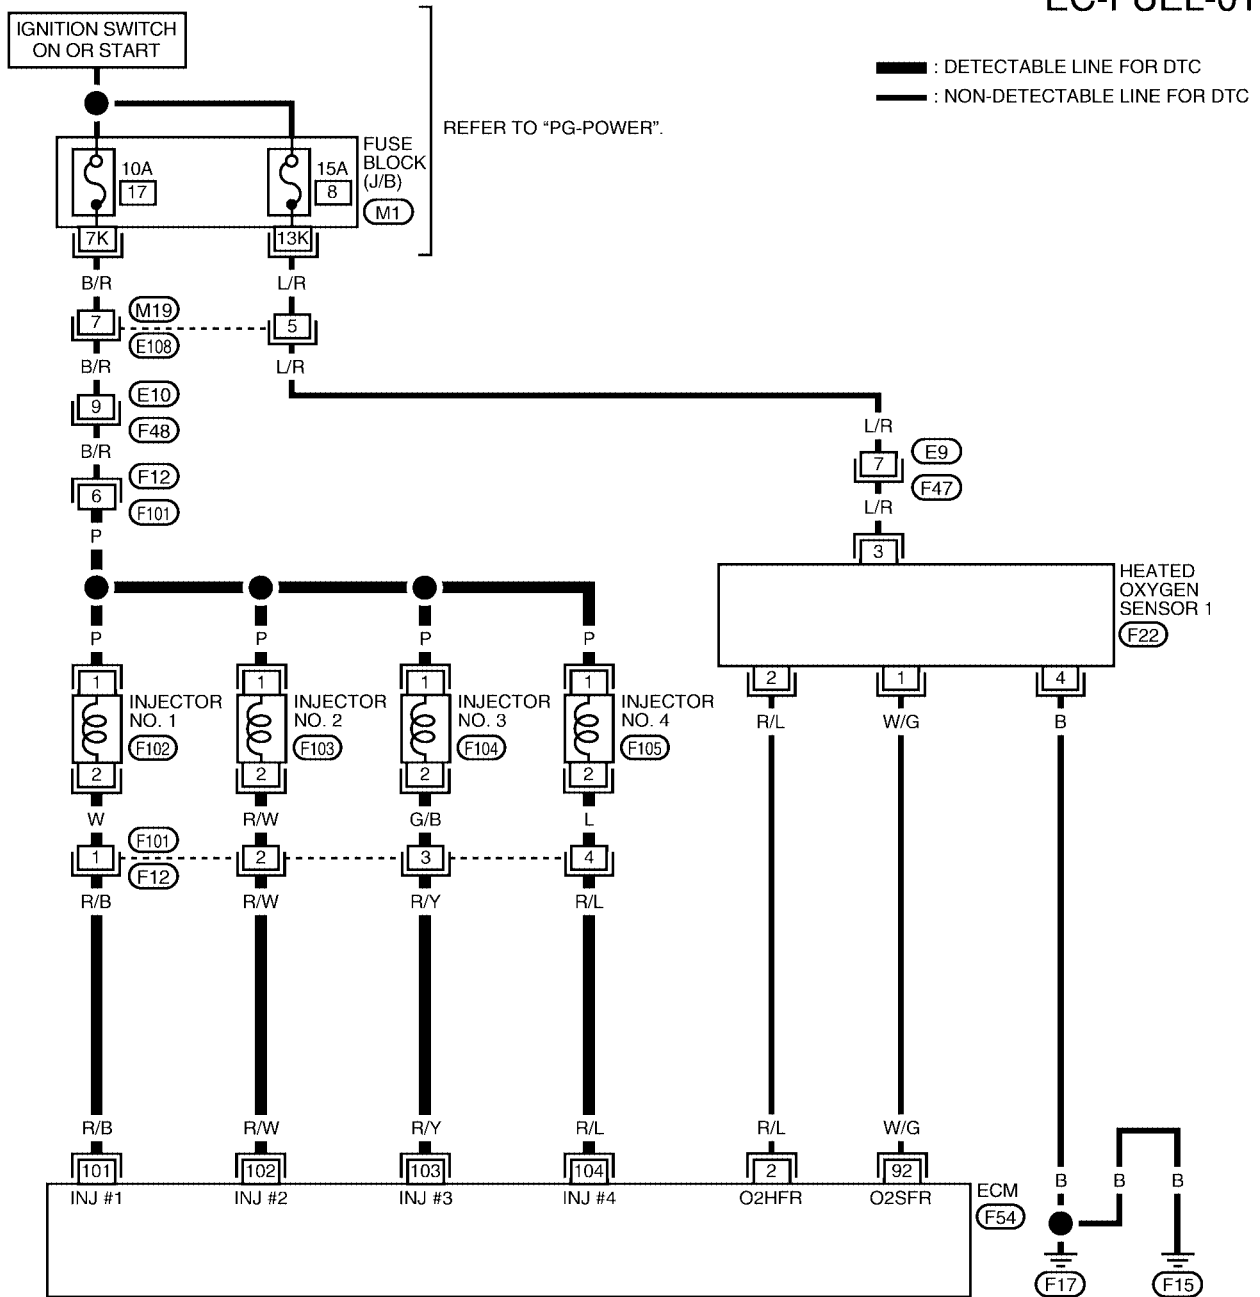 EC-FUEL-01
IGNITION SWITCH
ON OR START
: DETECTABLE LINE FOR DTC
: NON-DETECTABLE LINE FOR DTC
REFER TO “PG-POWER”.
10A
17
15A
8
FUSE
BLOCK
(J/B)
M1
7K
13K
B/R
L/R
7
M19
E108
5
B/R
L/R
9
E10
F48
B/R
6
F12
F101
P
L/R
7
E9
F47
L/R
3
HEATED
OXYGEN
SENSOR 1
F22
P
P
P
P
1
1
1
1
INJECTOR
NO. 1
F102
INJECTOR
NO. 2
F103
INJECTOR
NO. 3
F104
INJECTOR
NO. 4
F105
2
2
2
2
2
1
4
R/L
W/G
B
W
R/W
G/B
L
1
F101
F12
2
3
4
R/B
R/W
R/Y
R/L
R/B
R/W
R/Y
R/L
R/L
W/G
101
102
103
104
2
92
INJ #1
INJ #2
INJ #3
INJ #4
O2HFR
O2SFR
ECM
F54
B
B
B
F17
F15